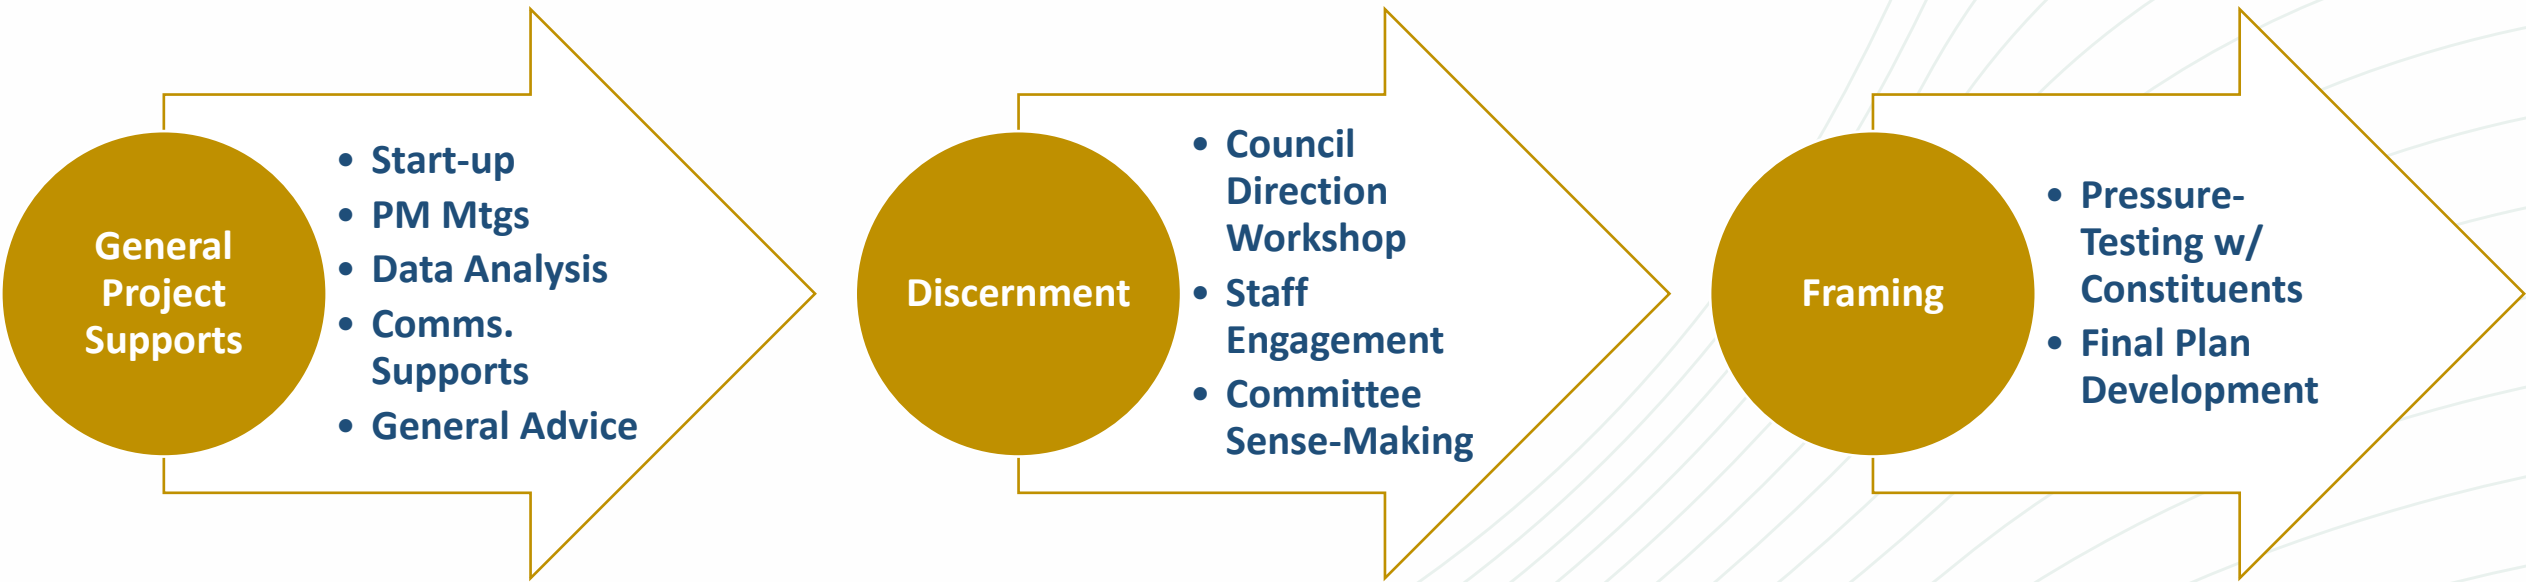 General
Project
Supports
• Start-up
• PM Mtgs
• Data Analysis
• Comms.
Supports
• General Advice
Discernment
• Council
Direction
Workshop
• Staff
Engagement
• Committee
Sense-Making
Framing
• Pressure-
Testing w/
Constituents
• Final Plan
Development